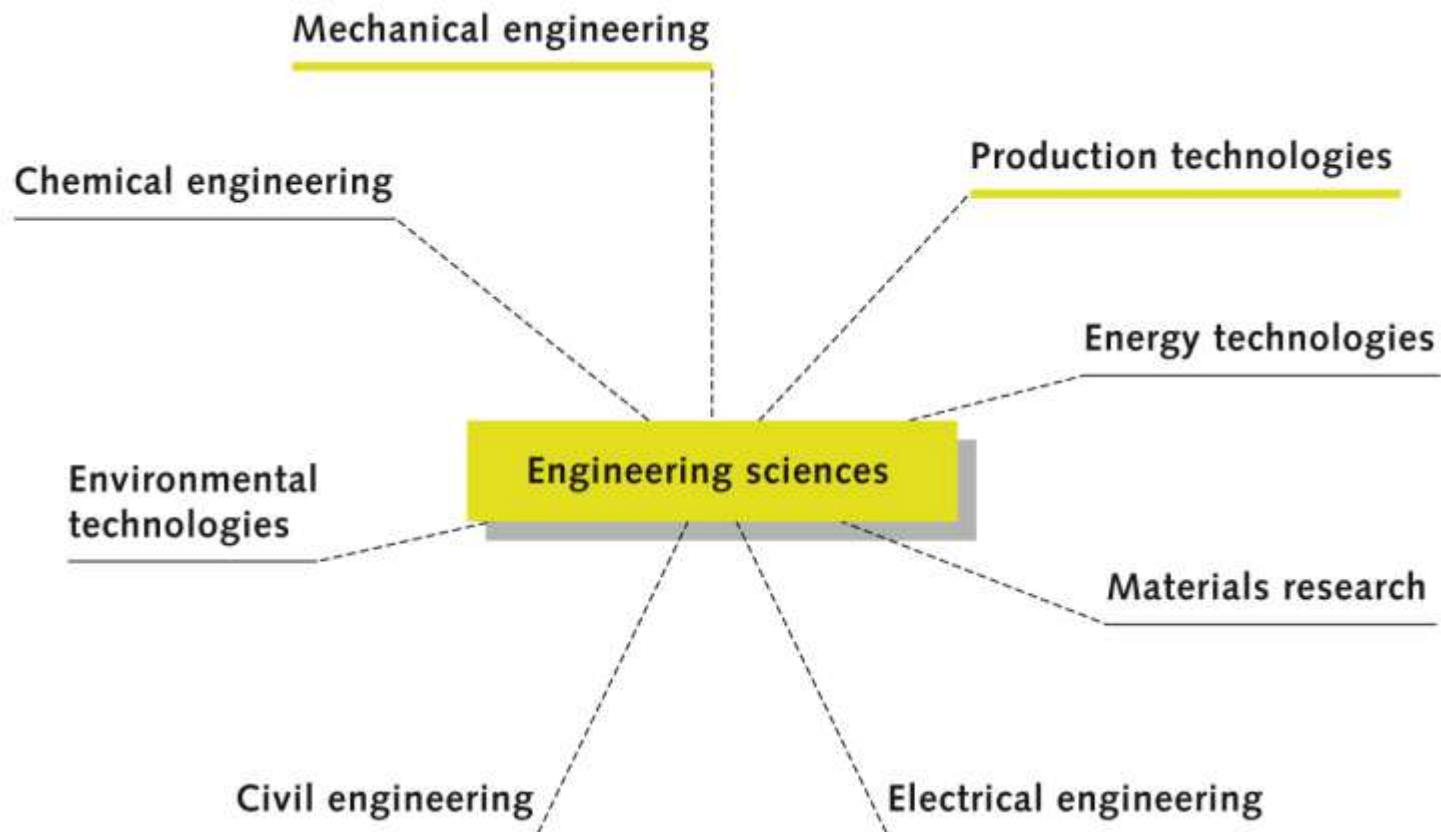 Mechanical engineering
Production technologies
Chemical engineering
Energy technologies
Engineering sciences
Environmental
technologies
Materials research
Civil engineering
Electrical engineering